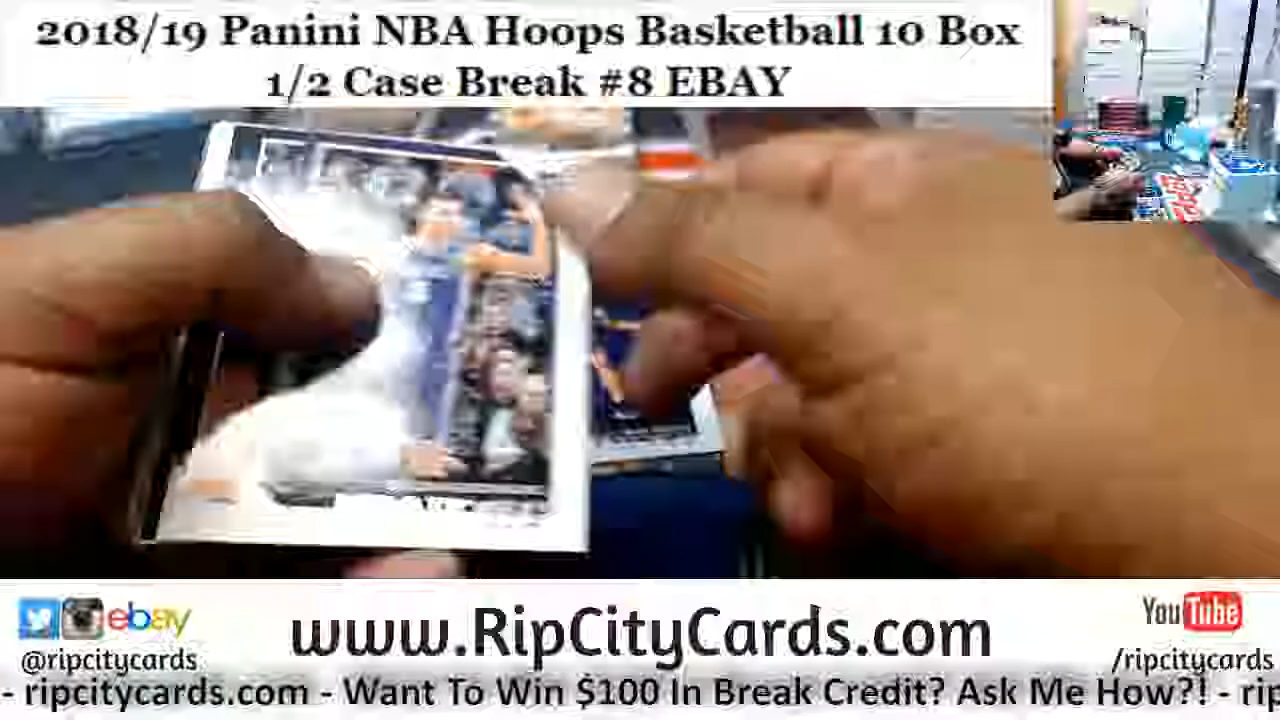 2018/19 Panini NBA Hoops Basketball 10 Box
1/2 Case Break #8 EBAY
ebay
@ripcitycards
www.RipCityCards.com
YouTube
/ripcitycards
- ripcitycards.com - Want To Win $100 In Break Credit? Ask Me How?! - rip